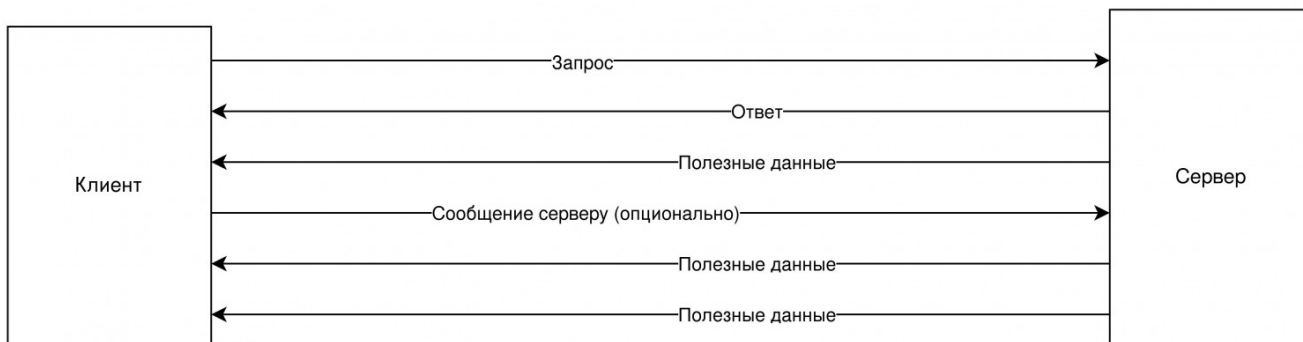 Запрос
Ответ
Полезные данные
Клиент
Сервер
Сообщение серверу (опционально)
Полезные данные
Полезные данные